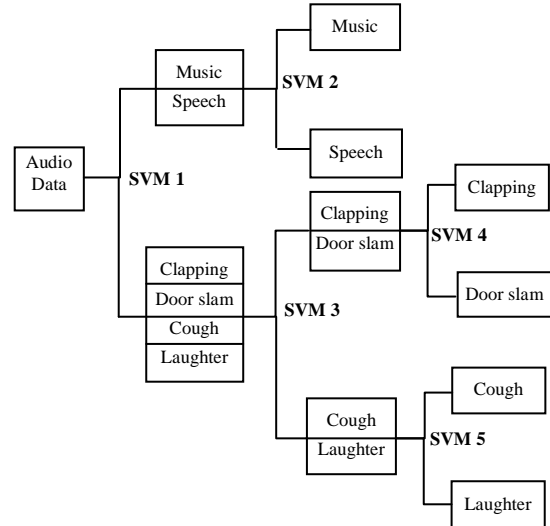 Music
Music
Speech
SVM 2
Speech
Audio
Data
SVM 1
Clapping
Clapping
Door slam
SVM 4
Door slam
Clapping
Door slam
Cough
Laughter
SVM 3
Cough
Cough
Laughter
SVM 5
Laughter